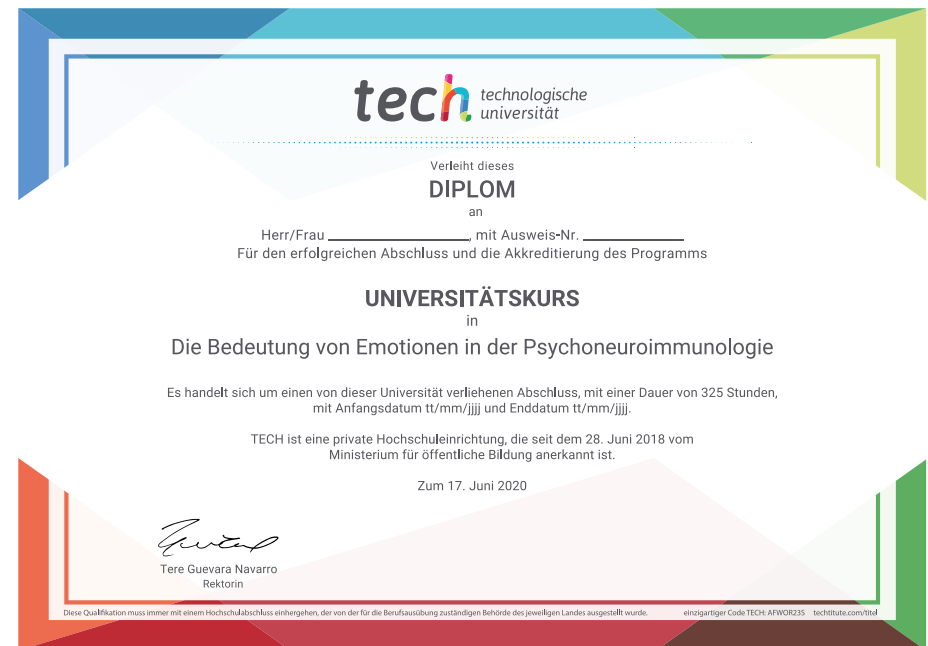 tech technologische
universität
Verleiht dieses
DIPLOM
an
Herr/Frau ____________________, mit Ausweis-Nr. ______________
Für den erfolgreichen Abschluss und die Akkreditierung des Programms
UNIVERSITÄTSKURS
in
Die Bedeutung von Emotionen in der Psychoneuroimmunologie
Es handelt sich um einen von dieser Universität verliehenen Abschluss, mit einer Dauer von 325 Stunden,
mit Anfangsdatum tt/mm/jjjj und Enddatum tt/mm/jjjj.
TECH ist eine private Hochschuleinrichtung, die seit dem 28. Juni 2018 vom
Ministerium für öffentliche Bildung anerkannt ist.
Zum 17. Juni 2020
Tere Guevara Navarro
Rektorin
Diese Qualifikation muss immer mit einem Hochschulabschluss einhergehen, der von der für die Berufsausübung zuständigen Behörde des jeweiligen Landes ausgestellt wurde. einzigartiger Code TECH: AFWOR23S techtitute.com/titel